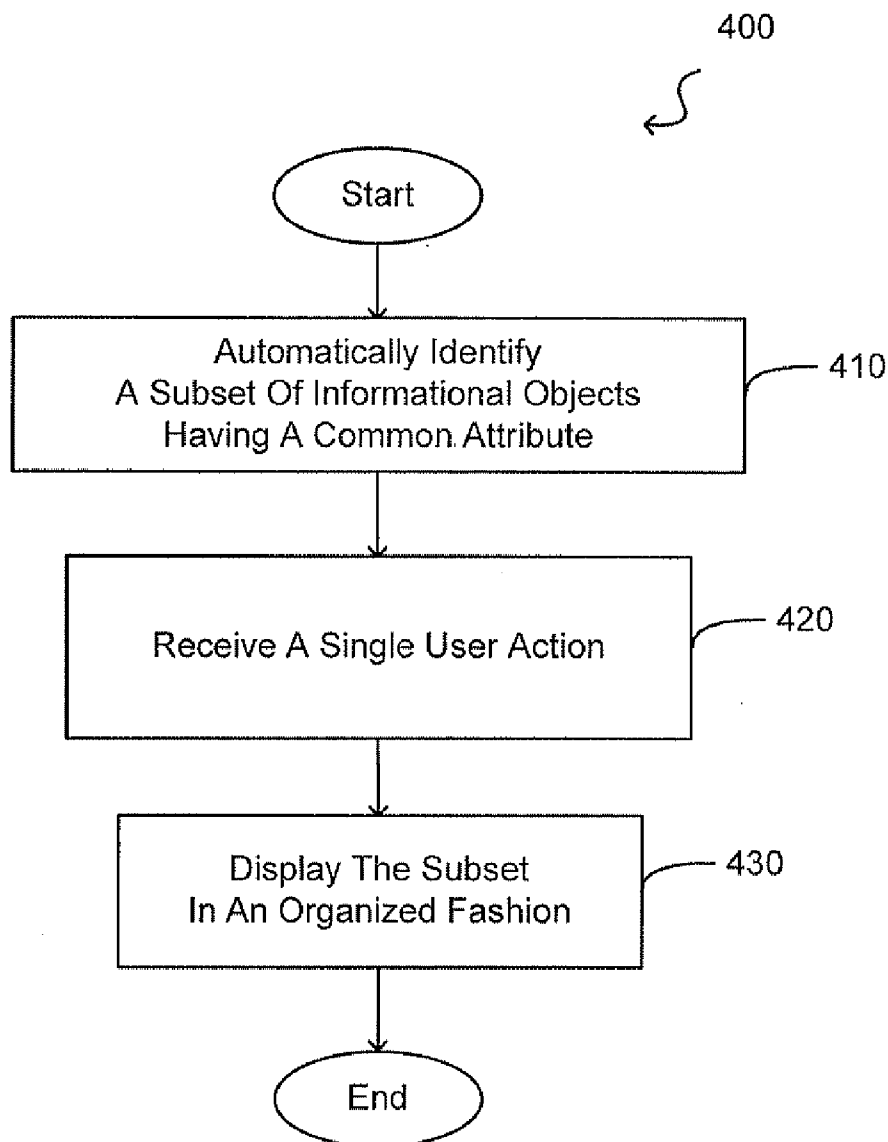 400
Start
Automatically Identify
A Subset Of Informational Objects
Having A Common Attribute
410
Receive A Single User Action
420
Display The Subset
In An Organized Fashion
430
End